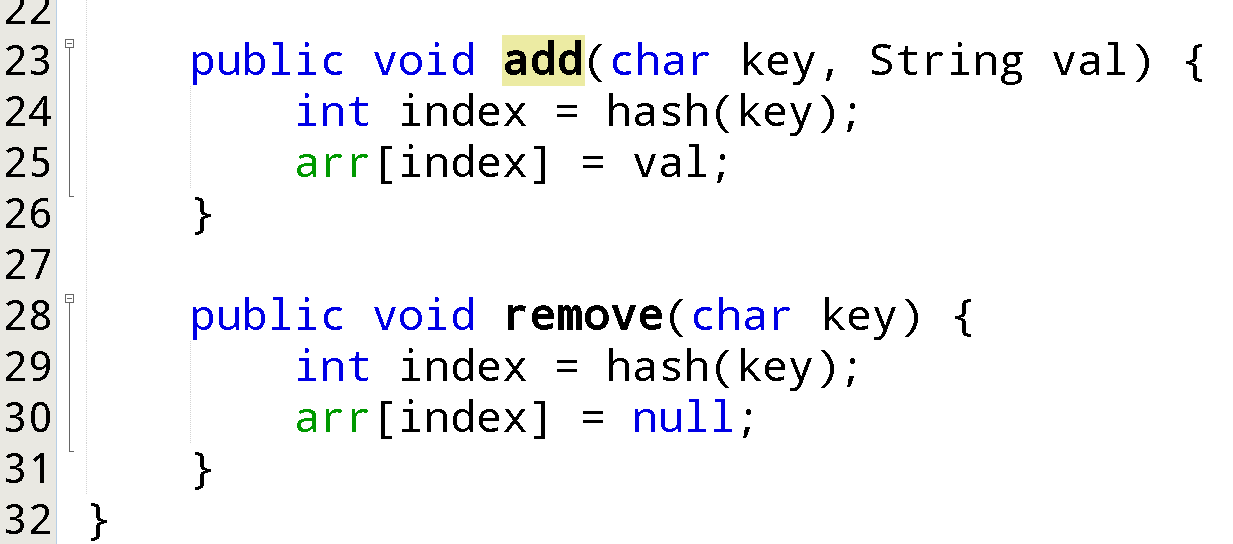 22
23 public void add(char key, String val) {
24 int index = hash(key);
25 arr[index] = val;
26 }
27
28 public void remove(char key) {
29 int index = hash(key);
30 arr[index] = null;
31 }
32 }